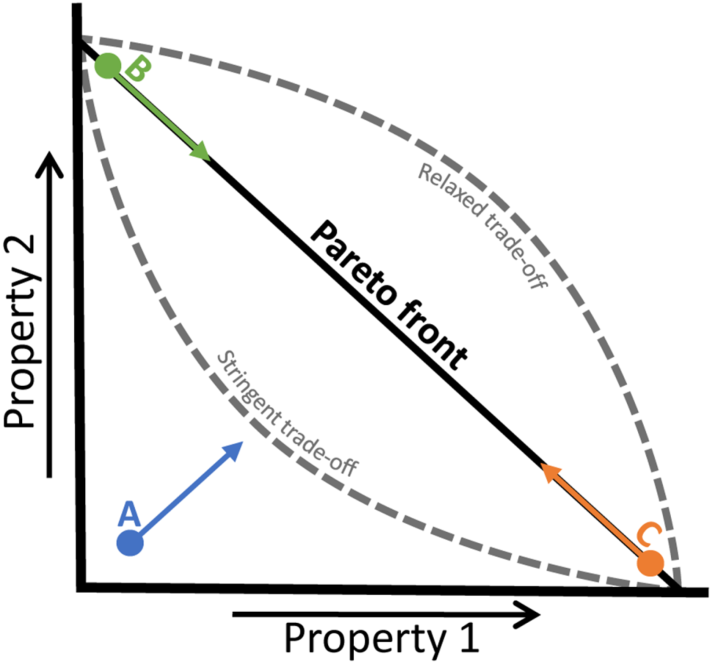 B
Relaxed trade-off
Pareto front
Property 2
Stringent trade-off
A
C
Property 1